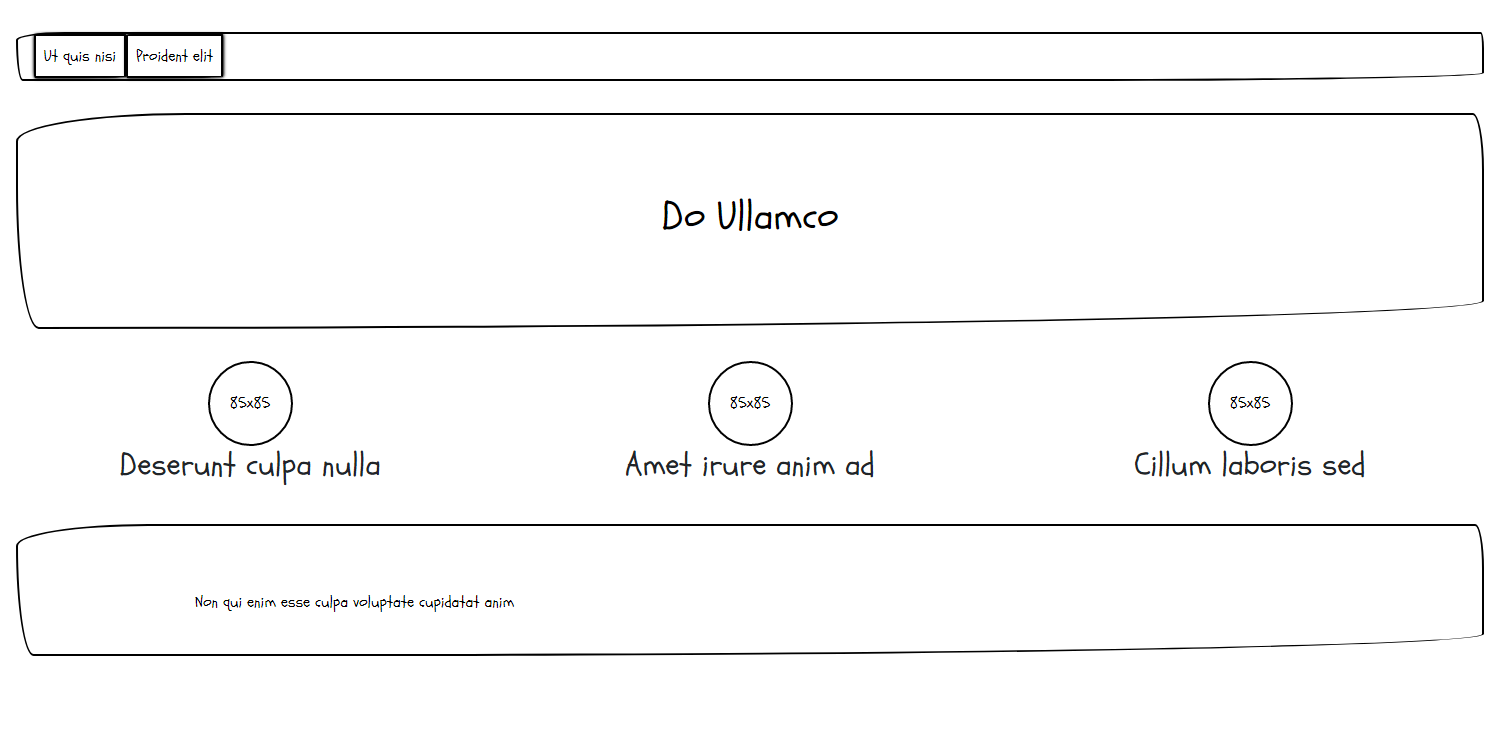 Ut quis nisi
Proident elit
Do Ullamco
85x85
85x85
85x85
Deserunt culpa nulla
Amet irure anim ad
Cillum laboris sed
Non qui enim esse culpa voluptate cupidatat anim